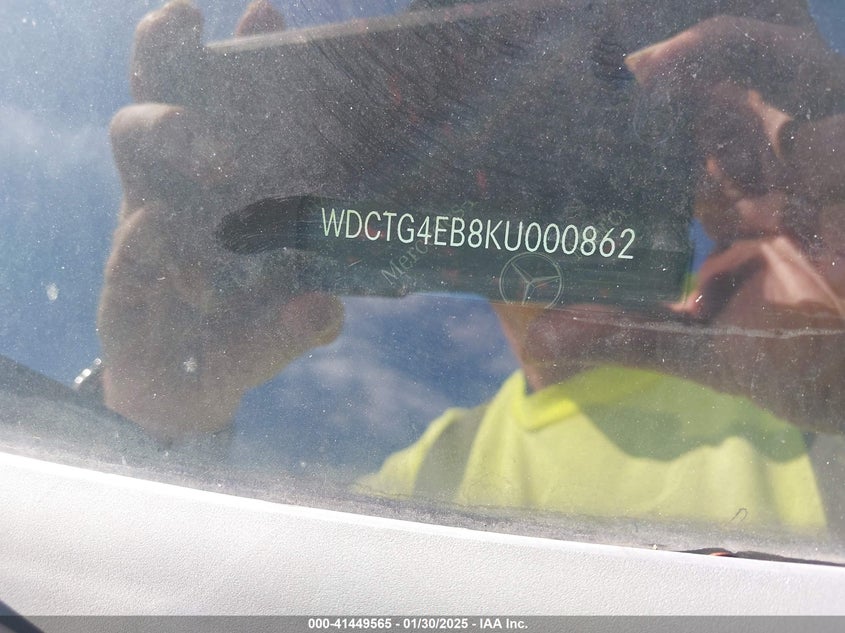 WDCTG4EB8KU000862
000-41449565 - 01/30/2025 - IAA Inc.